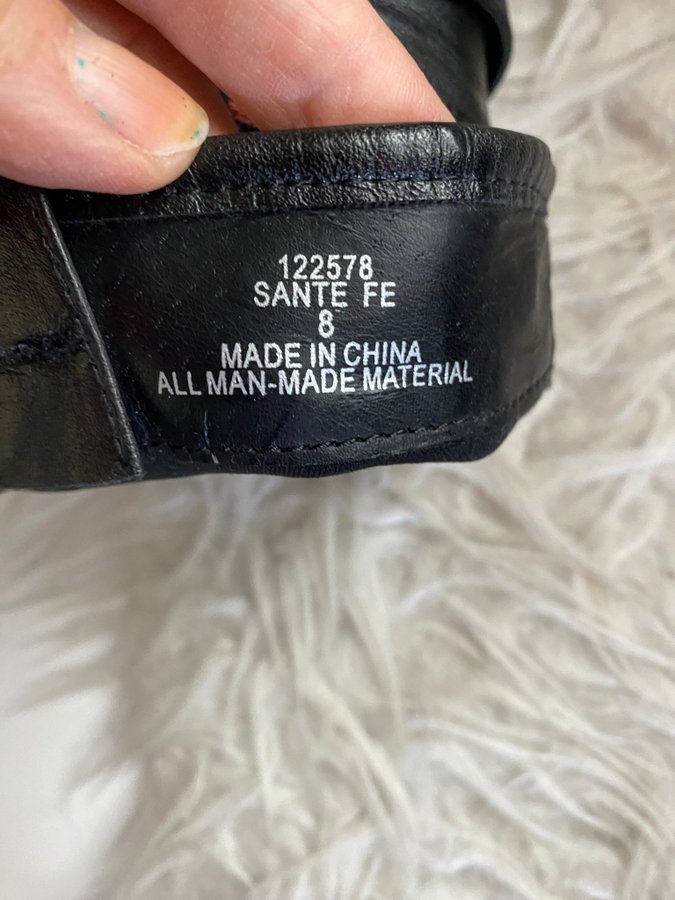 122578
SANTE FE
8
MADE IN CHINA
ALL MAN-MADE MATERIAL